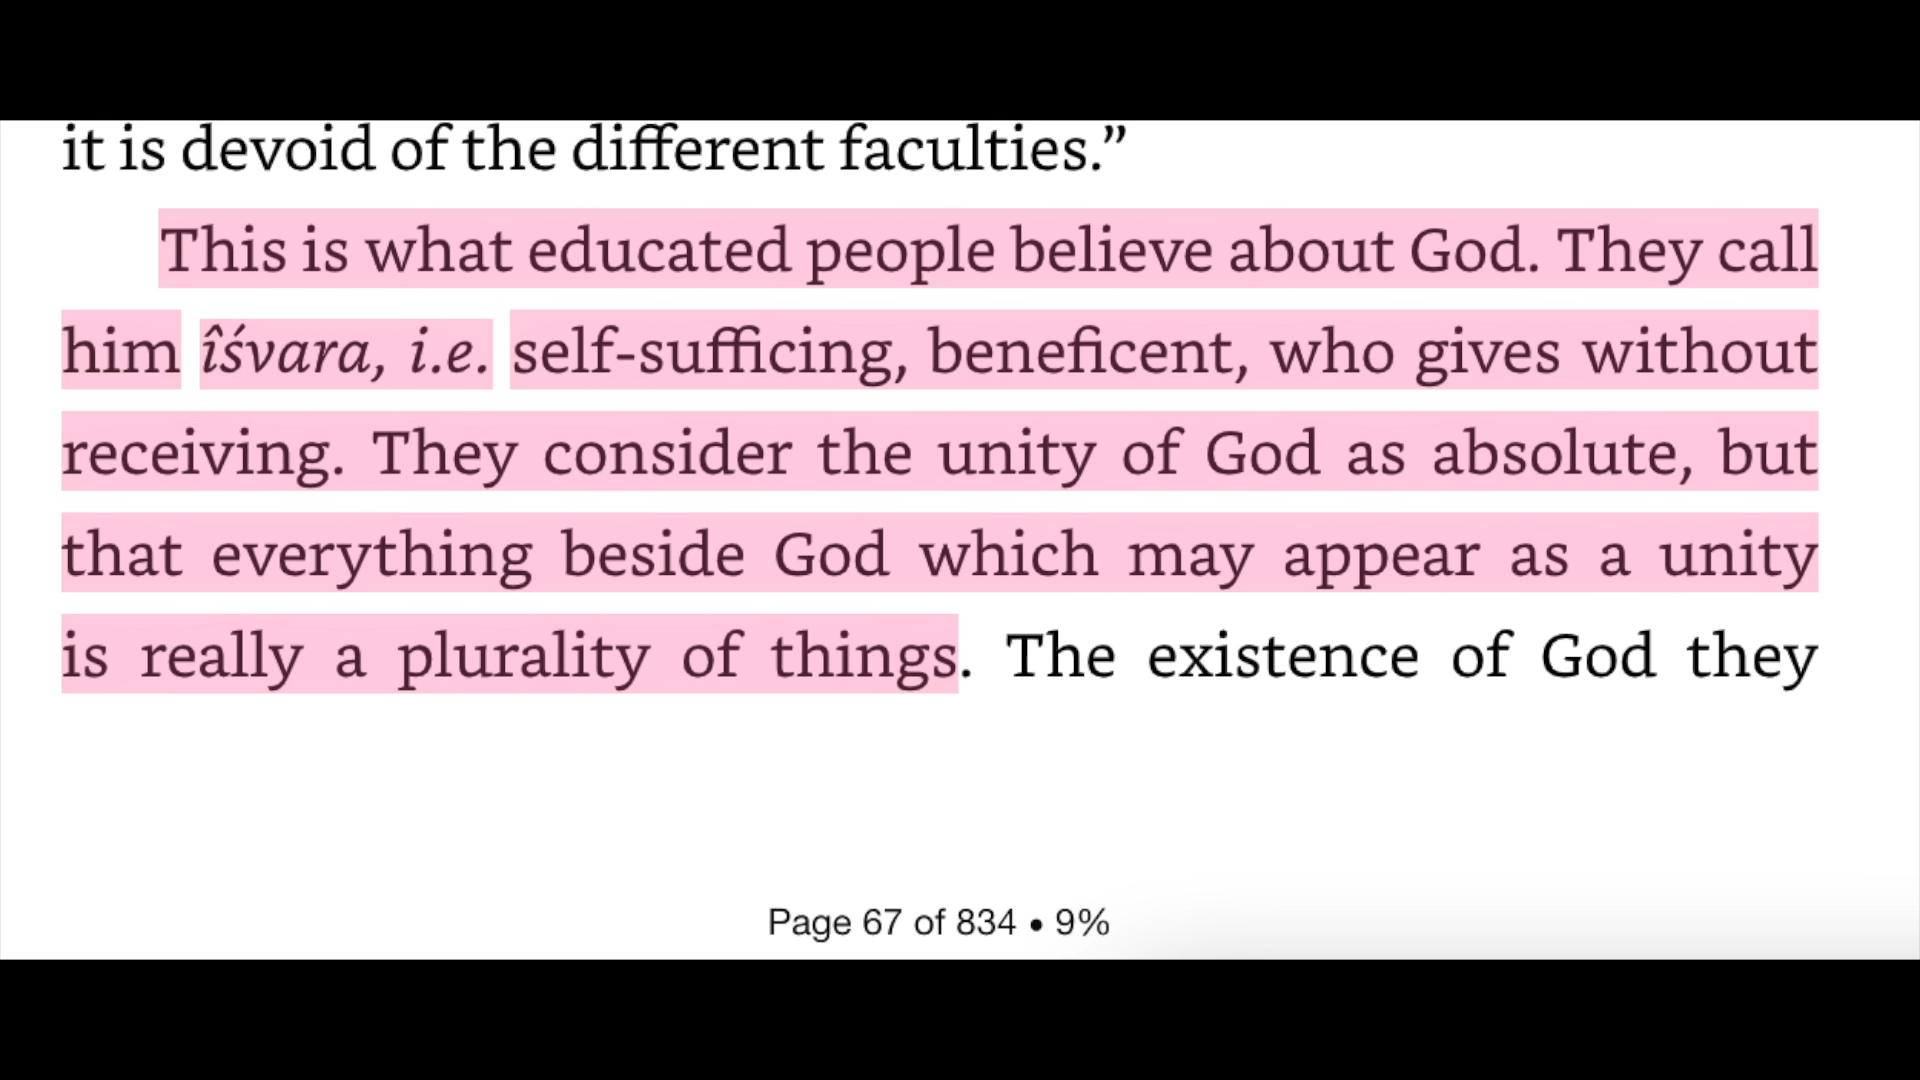 it is devoid of the different faculties.”
This is what educated people believe about God. They call
him îśvara, i.e. self-sufficing, beneficent, who gives without
receiving. They consider the unity of God as absolute, but
that everything beside God which may appear as a unity
is really a plurality of things. The existence of God they
Page 67 of 834 • 9%